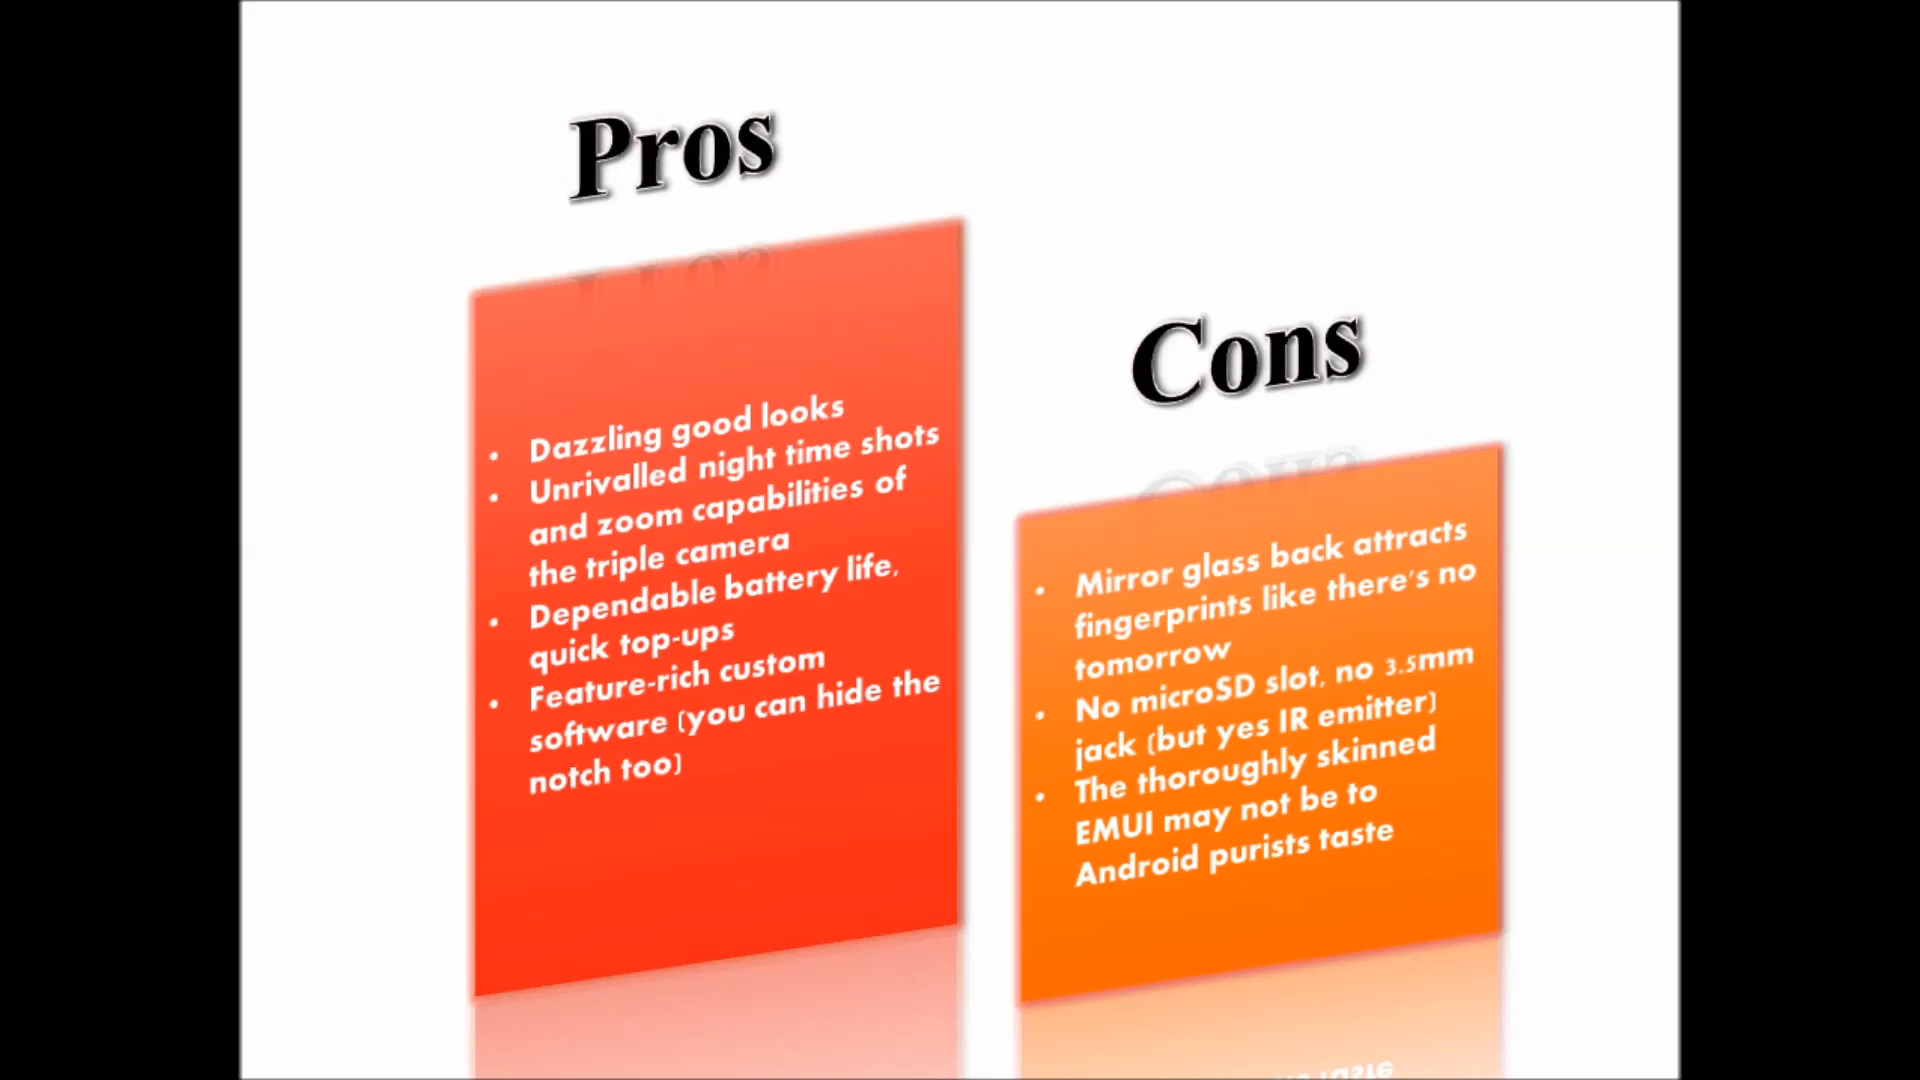 Pros
• Dazzling good looks
• Unrivalled night time shots
and zoom capabilities of
the triple camera
• Dependable battery life,
quick top-ups
• Feature-rich custom
software (you can hide the
notch too)
Cons
• Mirror glass back attracts
fingerprints like there's no
tomorrow
• No microSD slot, no 3.5mm
jack (but yes IR emitter)
• The thoroughly skinned
EMUI may not be to
Android purists taste